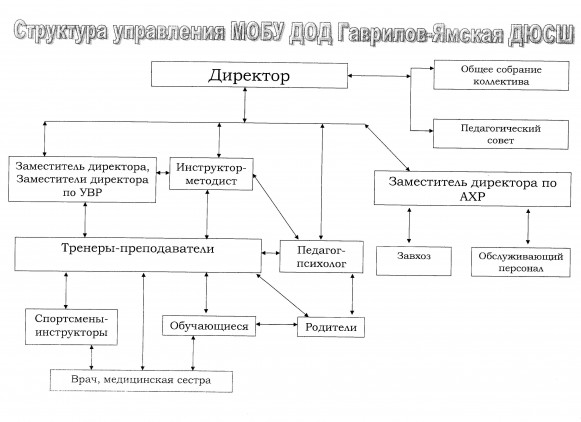 Структура управления МОБУ ДОД Гаврилов-Ямская ДЮСШ
Директор
Общее собрание
коллектива
Педагогический
совет
Заместитель директора,
Заместители директора
по УВР
Инструктор-
методист
Заместитель директора по
АХР
Тренеры-преподаватели
Педагог-
психолог
Завхоз
Обслуживающий
персонал
Спортсмены-
инструкторы
Обучающиеся
Родители
Врач, медицинская сестра